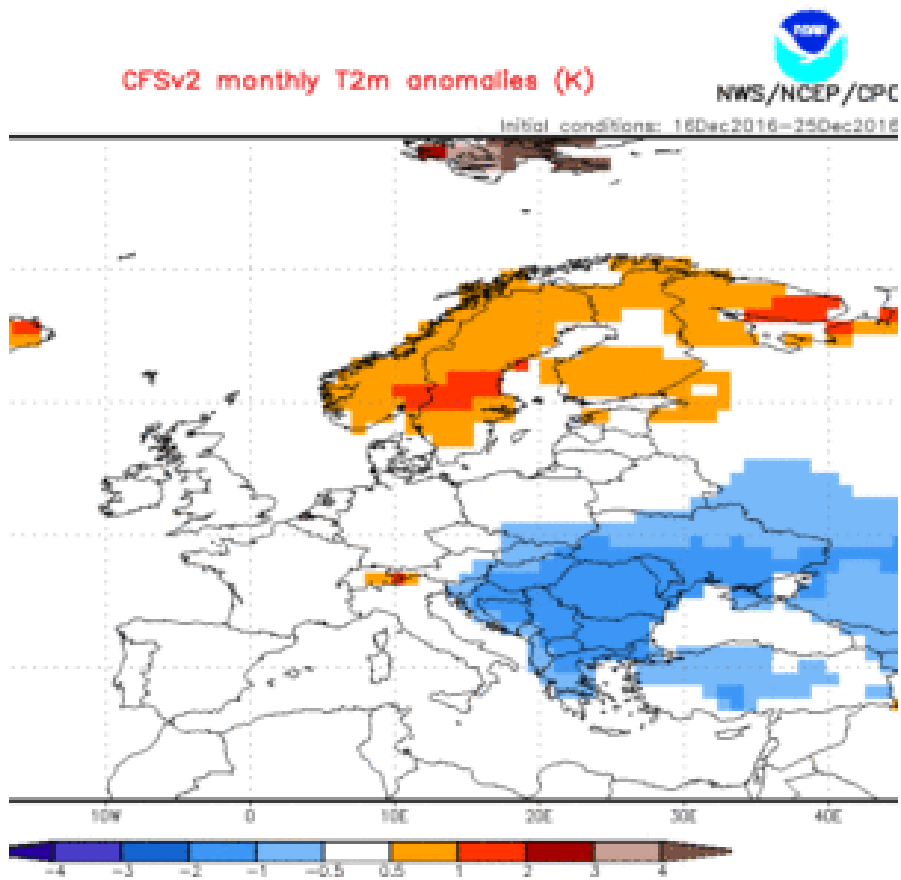 NOAA
CFSv2 monthly T2m anomalies (K)
NWS/NCEP/CPC
Initial conditions: 16Dec2016-25Dec2016
10W 0 10E 20E 30E 40E
-4 -3 -2 -1 -0.5 0.5 1 2 3 4